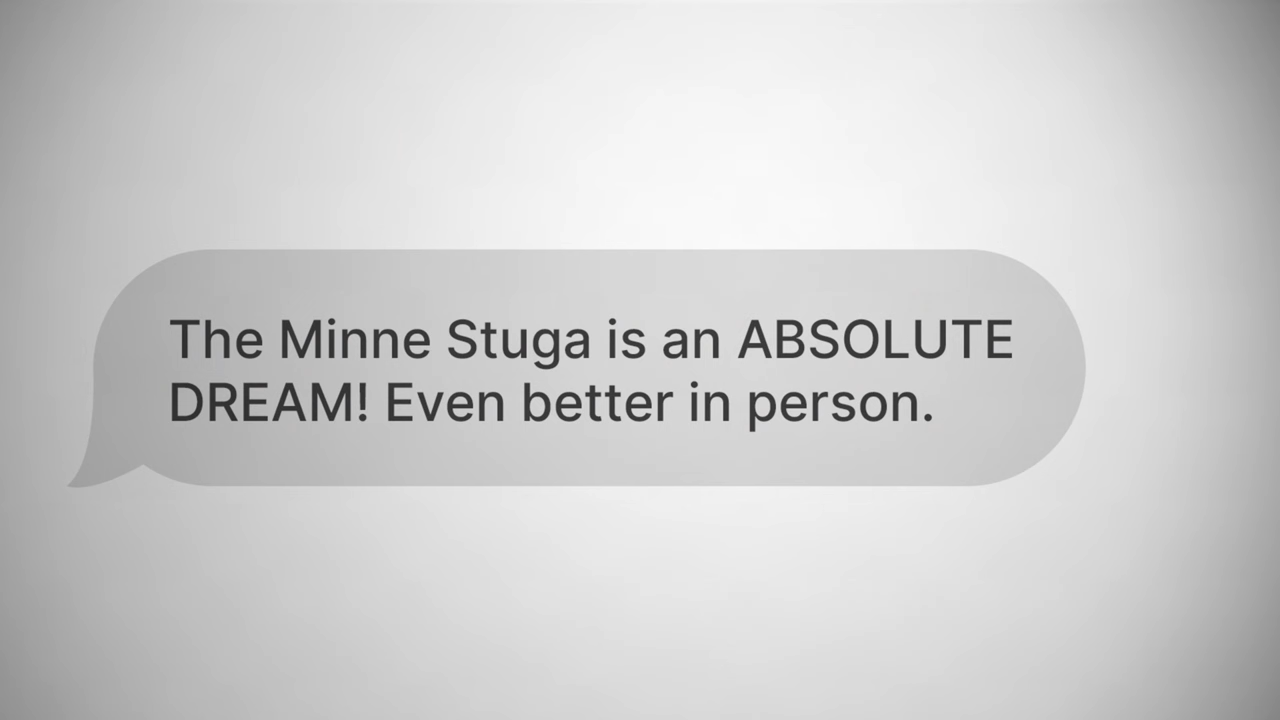 The Minne Stuga is an ABSOLUTE
DREAM! Even better in person.